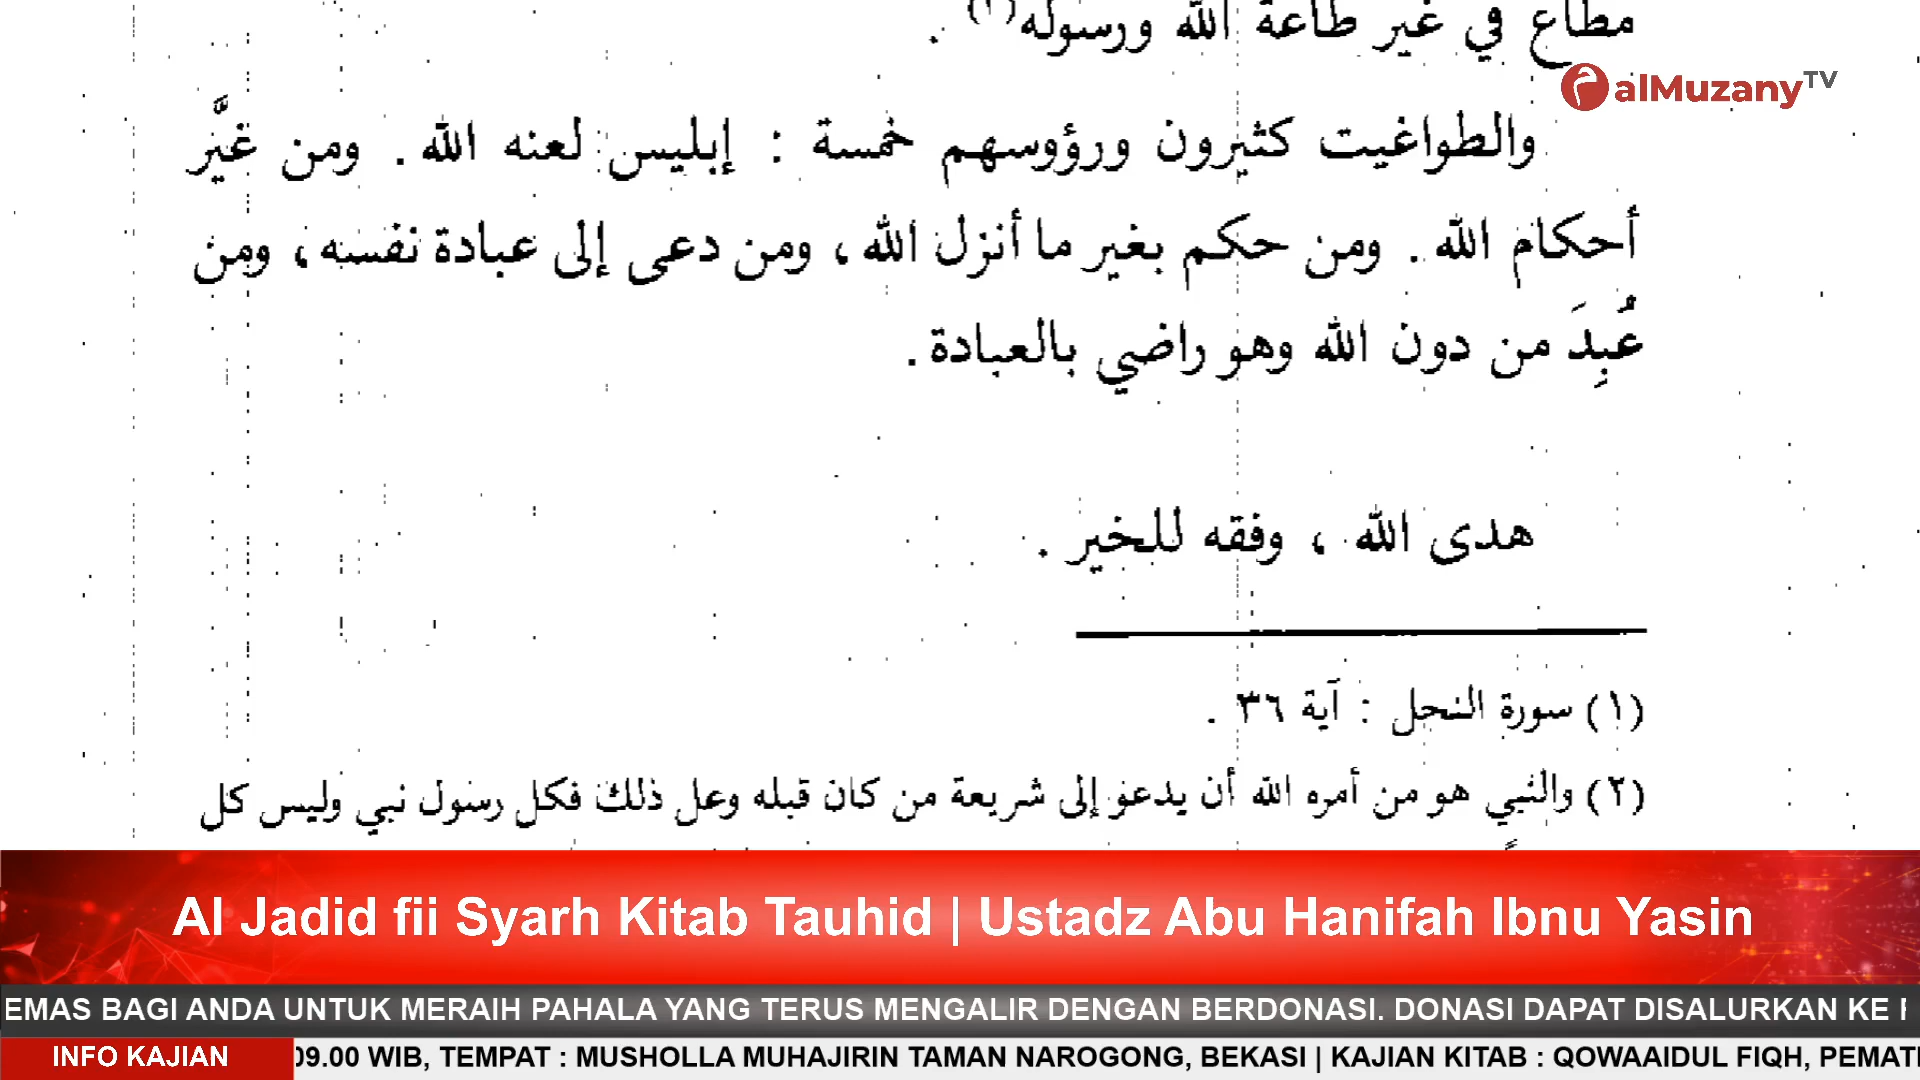 مطاع في غير طاعة الله ورسوله(١) .
alMuzany TV
والطواغيت كثيرون ورؤوسهم خمسة : إبليس لعنه الله . ومن غيَّر
أحكام الله . ومن حكم بغير ما أنزل الله ، ومن دعى إلى عبادة نفسه ، ومن
عُبِدَ من دون الله وهو راضي بالعبادة .
هدى الله ، وفقه للخير .
(١) سورة النحل : آية ٣٦ .
(٢) والنبي هو من أمره الله أن يدعو إلى شريعة من كان قبله وعل ذلك فكل رسول نبي وليس كل
Al Jadid fii Syarh Kitab Tauhid | Ustadz Abu Hanifah Ibnu Yasin
EMAS BAGI ANDA UNTUK MERAIH PAHALA YANG TERUS MENGALIR DENGAN BERDONASI. DONASI DAPAT DISALURKAN KE
INFO KAJIAN
09.00 WIB, TEMPAT : MUSHOLLA MUHAJIRIN TAMAN NAROGONG, BEKASI | KAJIAN KITAB : QOWAAIDUL FIQH, PEMAT